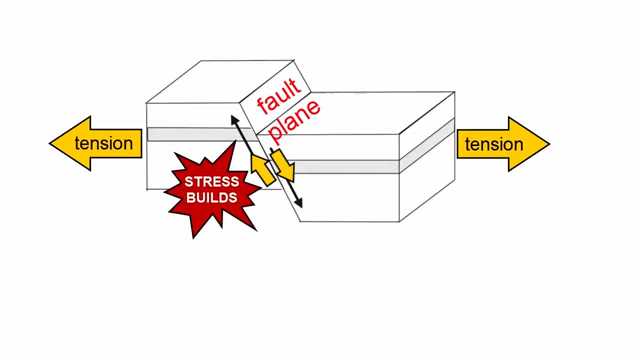 fault
plane
tension
tension
STRESS
BUILDS